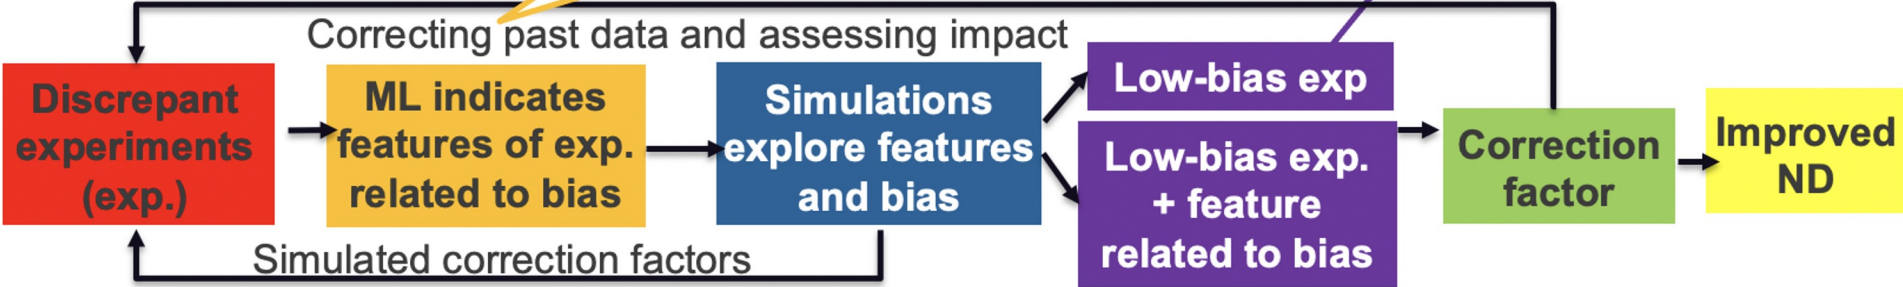 Correcting past data and assessing impact
Discrepant
experiments
(exp.)
ML indicates
features of exp.
related to bias
Simulations
explore features
and bias
Low-bias exp
Low-bias exp.
+ feature
related to bias
Correction
factor
Improved
ND
Simulated correction factors